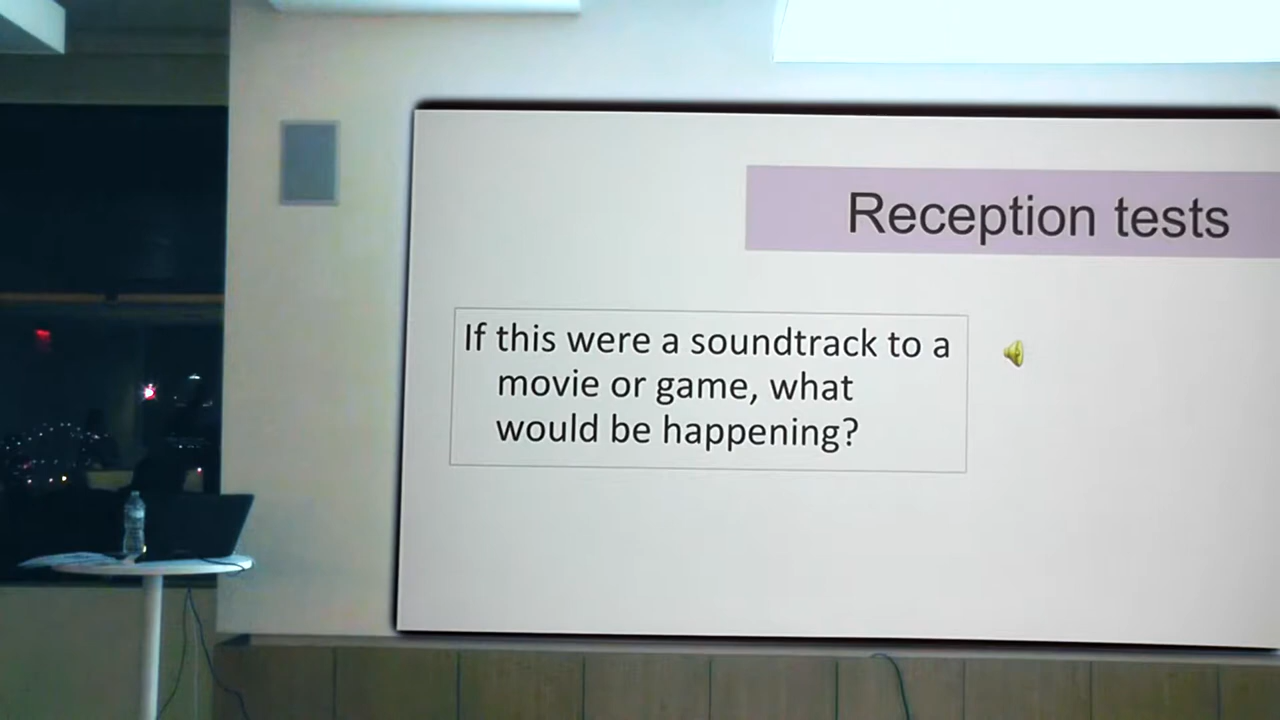 Reception tests
If this were a soundtrack to a
movie or game, what
would be happening?